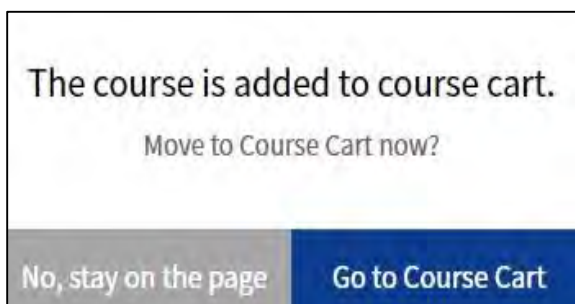 The course is added to course cart.
Move to Course Cart now?
No, stay on the page
Go to Course Cart